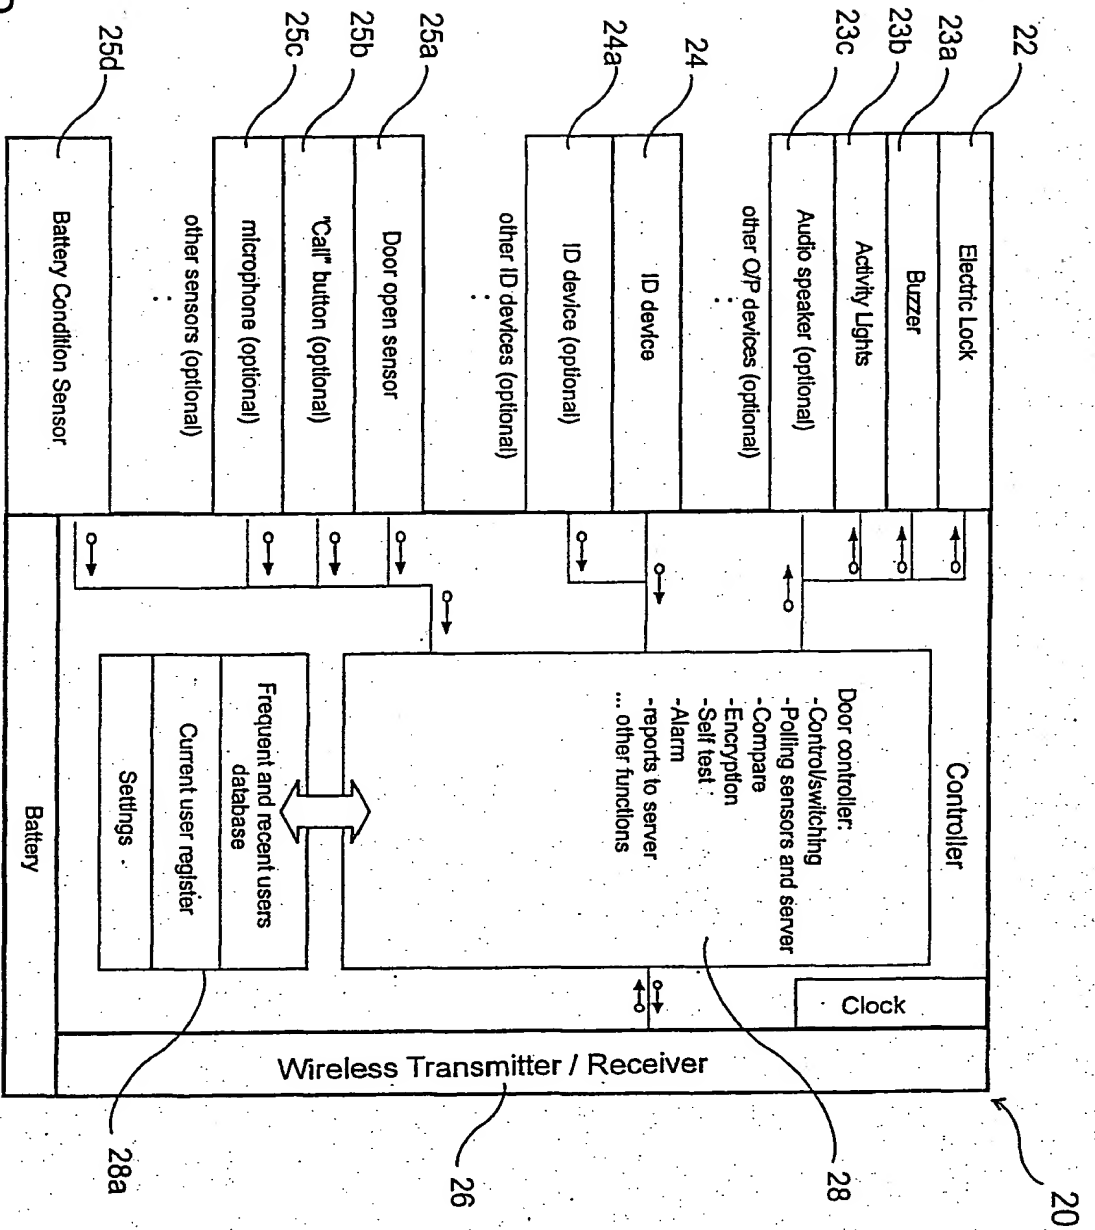 20
22
23a
23b
23c
24
24a
25a
25b
25c
25d
Electric Lock
Buzzer
Activity Lights
Audio speaker (optional)
other O/P devices (optional)
ID device
ID device (optional)
other ID devices (optional)
Door open sensor
"Call" button (optional)
microphone (optional)
other sensors (optional)
Battery Condition Sensor
Controller
Door controller:
-Control/switching
-Polling sensors and server
-Compare
-Encryption
-Self test
-Alarm
-reports to server
... other functions
Frequent and recent users
database
Current user register
Settings
Clock
Wireless Transmitter / Receiver
Battery
28
26
28a